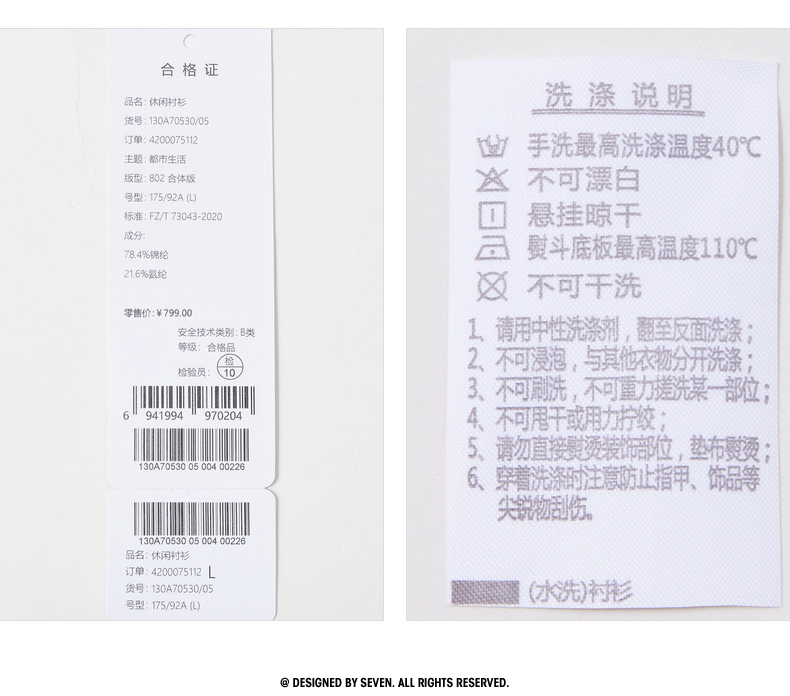 合格证
品名: 休闲衬衫
货号: 130A70530/05
订单: 4200075112
主题: 都市生活
版型: 802 合体版
号型: 175/92A (L)
标准: FZ/T 73043-2020
成分:
78.4%锦纶
21.6%氨纶
零售价: ¥ 799.00
安全技术类别: B类
等级: 合格品
检验员: 检 10
6 941994 970204
130A70530 05 004 00226
130A70530 05 004 00226
品名: 休闲衬衫
订单: 4200075112 L
货号: 130A70530/05
号型: 175/92A (L)
洗涤说明
手洗最高洗涤温度40℃
不可漂白
悬挂晾干
熨斗底板最高温度110℃
不可干洗
1、请用中性洗涤剂，翻至反面洗涤；
2、不可浸泡，与其他衣物分开洗涤；
3、不可刷洗，不可重力搓洗某一部位；
4、不可甩干或用力拧绞；
5、请勿直接熨烫装饰部位，垫布熨烫；
6、穿着洗涤时注意防止指甲、饰品等
尖锐物刮伤。
(水洗)衬衫
@ DESIGNED BY SEVEN. ALL RIGHTS RESERVED.